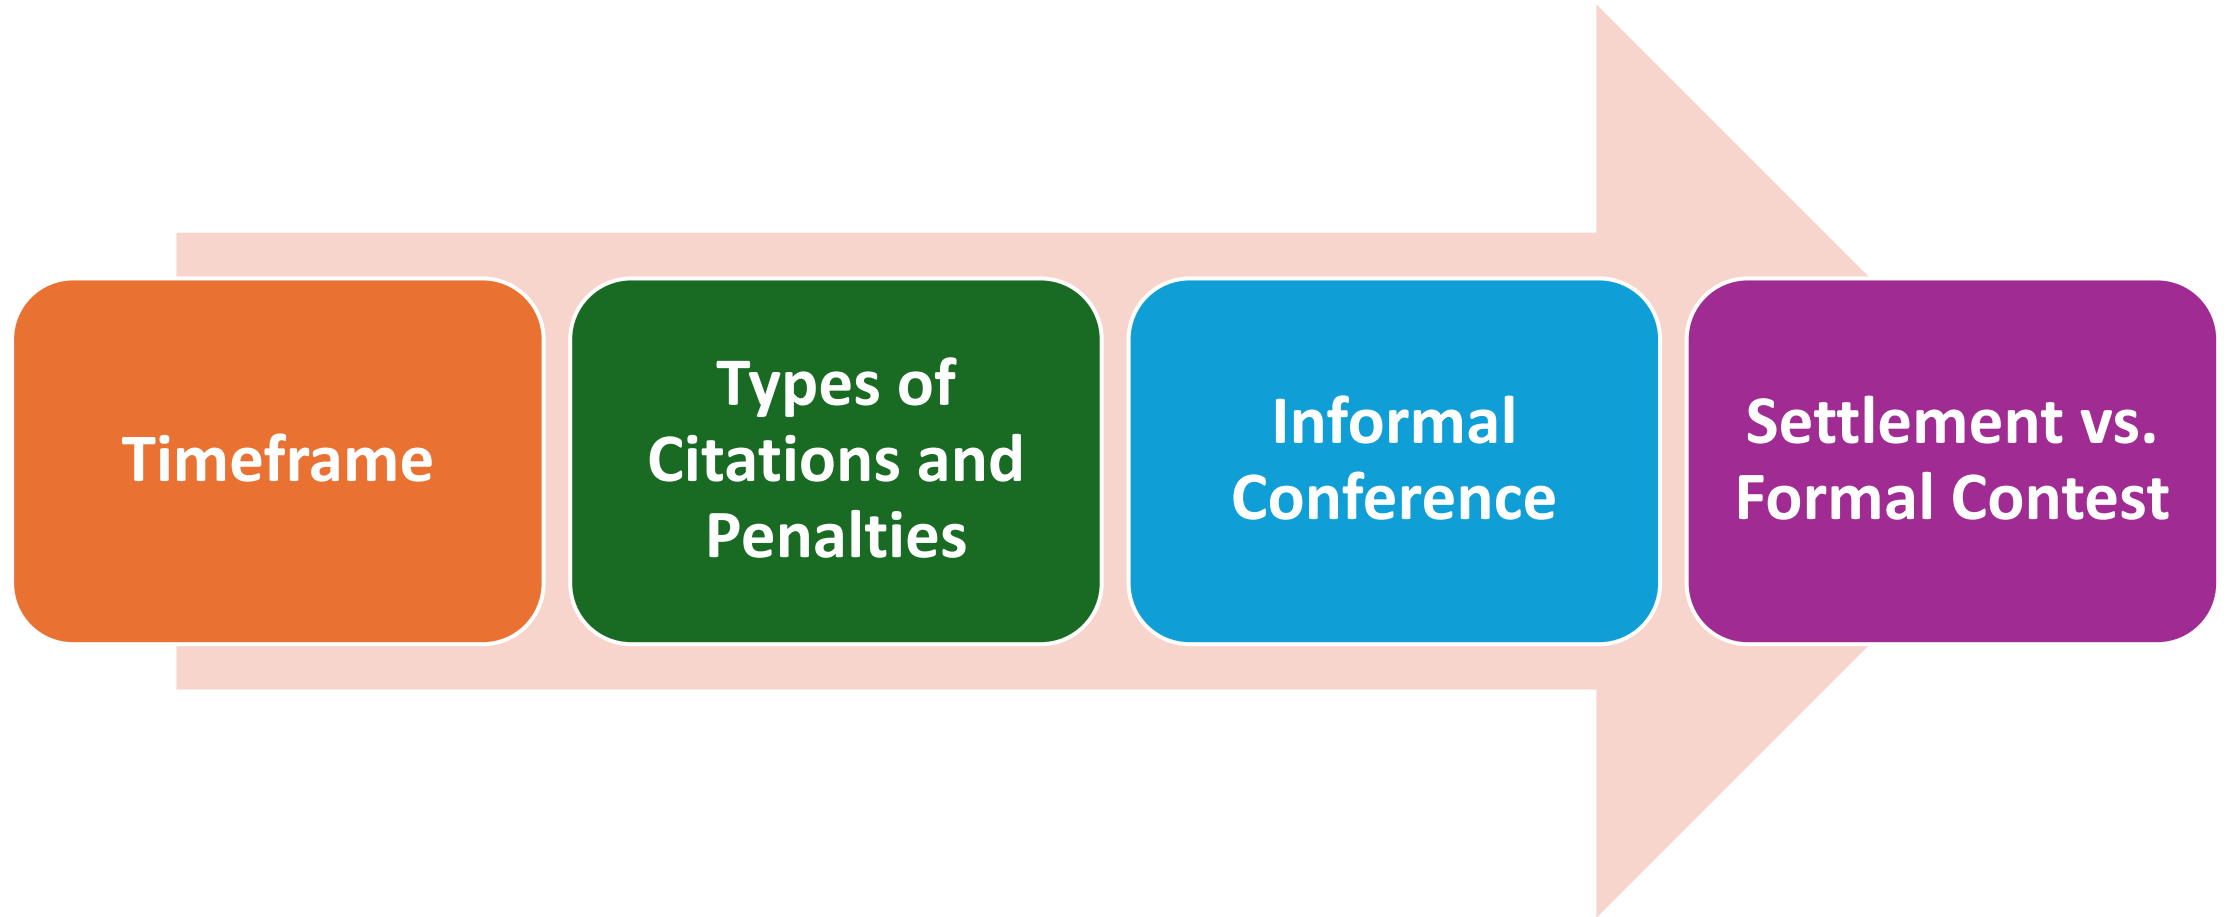 Timeframe
Types of
Citations and
Penalties
Informal
Conference
Settlement vs.
Formal Contest